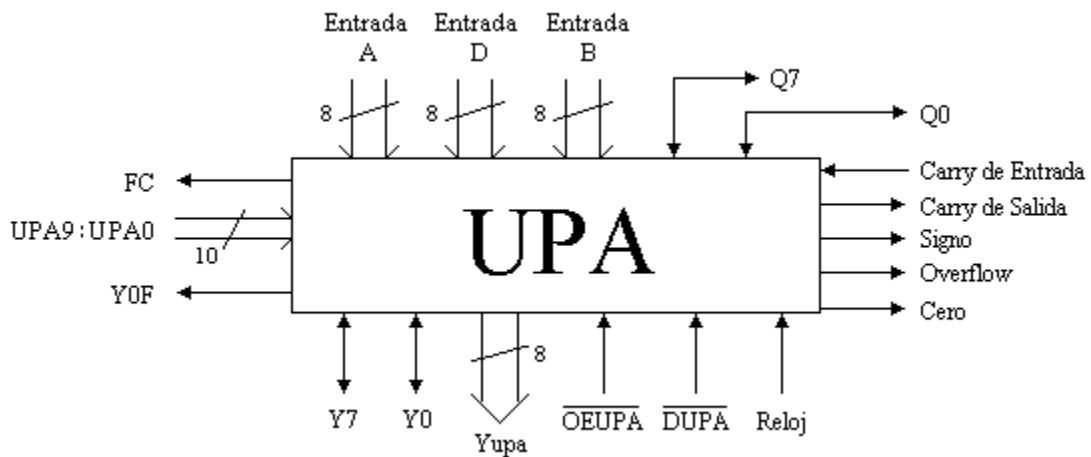 Entrada A
Entrada D
Entrada B
8
8
8
Q7
Q0
FC
UPA9:UPA0
10
Y0F
UPA
Carry de Entrada
Carry de Salida
Signo
Overflow
Cero
8
Y7
Y0
Yupa
OEUPA
DUPA
Reloj